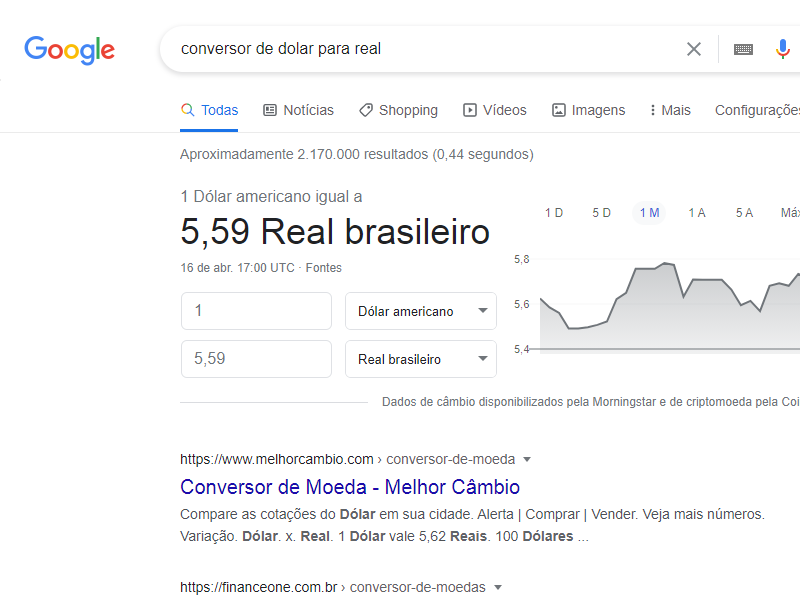 Google
conversor de dolar para real
Todas Notícias Shopping Vídeos Imagens Mais Configurações
Aproximadamente 2.170.000 resultados (0,44 segundos)
1 Dólar americano igual a
5,59 Real brasileiro
16 de abr. 17:00 UTC · Fontes
1 Dólar americano
5,59 Real brasileiro
1 D 5 D 1 M 1 A 5 A Máx
5,8
5,6
5,4
Dados de câmbio disponibilizados pela Morningstar e de criptomoeda pela Coi
https://www.melhorcambio.com › conversor-de-moeda
Conversor de Moeda - Melhor Câmbio
Compare as cotações do Dólar em sua cidade. Alerta | Comprar | Vender. Veja mais números.
Variação. Dólar. x. Real. 1 Dólar vale 5,62 Reais. 100 Dólares ...
https://financeone.com.br › conversor-de-moedas